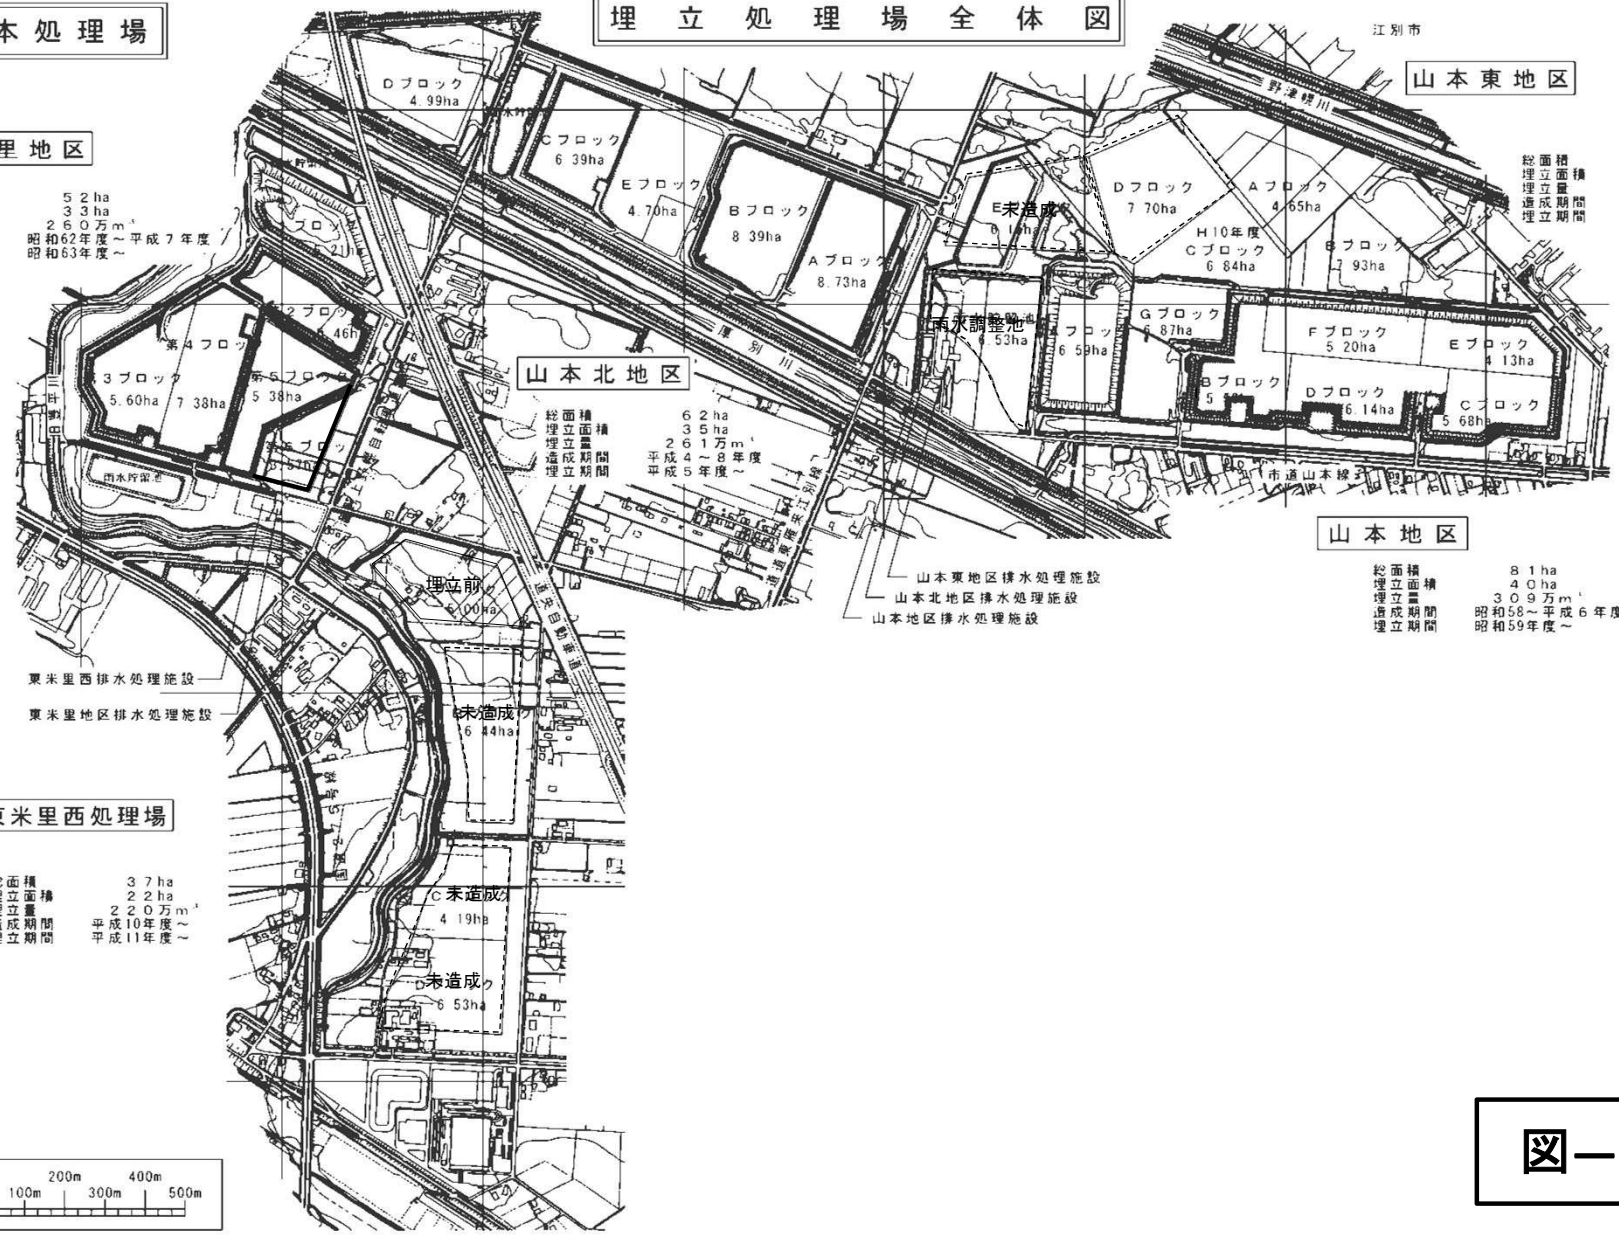 本処理場
埋立処理場全体図
江別市
山本東地区
野津幌川
総面積
埋立面積
埋立量
造成期間
埋立期間
里地区
52ha
33ha
260万m³
昭和62年度～平成7年度
昭和63年度～
Dブロック
4.99ha
Cブロック
6.39ha
Eブロック
4.70ha
Bブロック
8.39ha
Aブロック
8.73ha
未造成
Dブロック
7.70ha
Aブロック
4.65ha
H10年度
Cブロック
6.84ha
Bブロック
7.93ha
雨水調整池
6.53ha
6.59ha
Gブロック
6.87ha
Fブロック
5.20ha
Eブロック
4.13ha
Bブロック
Dブロック
6.14ha
Cブロック
5.68ha
市道山本線
厚別川
第4ブロック
7.38ha
3ブロック
5.60ha
第5ブロック
5.38ha
雨水貯留池
山本北地区
総面積 62ha
埋立面積 35ha
埋立量 261万m³
造成期間 平成4～8年度
埋立期間 平成5年度～
山本地区
総面積 81ha
埋立面積 40ha
埋立量 309万m³
造成期間 昭和58～平成6年度
埋立期間 昭和59年度～
山本東地区排水処理施設
山本北地区排水処理施設
山本地区排水処理施設
道央自動車道
埋立前
5.00ha
東米里西排水処理施設
東米里地区排水処理施設
未造成
6.44ha
米里西処理場
面積 37ha
立面積 22ha
立量 220万m³
成期間 平成10年度～
立期間 平成11年度～
C 未造成
4.19ha
未造成
6.53ha
200m 400m
100m 300m 500m
図―